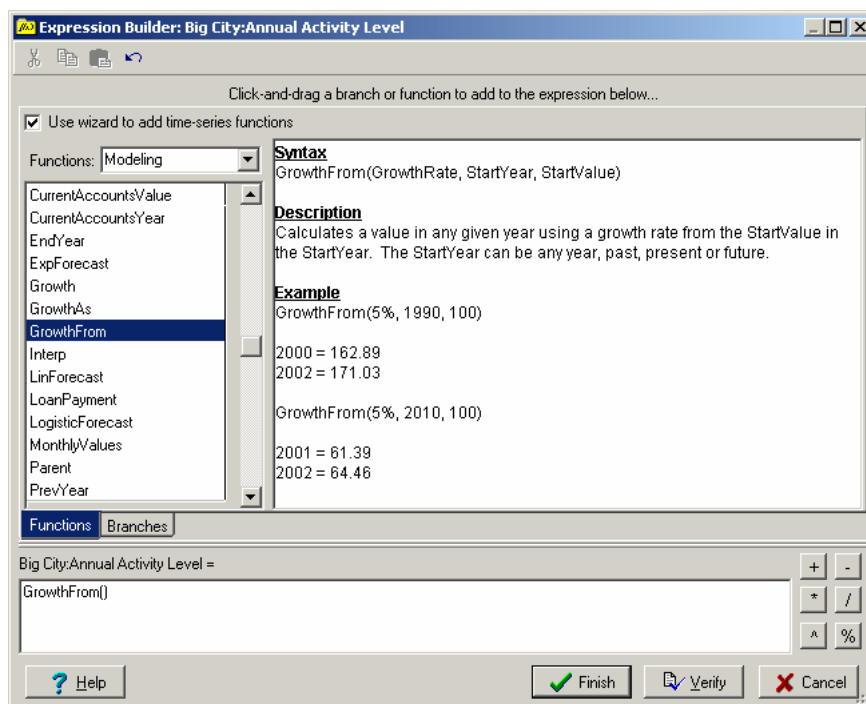 Expression Builder: Big City:Annual Activity Level
Click-and-drag a branch or function to add to the expression below...
Use wizard to add time-series functions
Functions: Modeling
CurrentAccountsValue
CurrentAccountsYear
EndYear
ExpForecast
Growth
GrowthAs
GrowthFrom
Interp
LinForecast
LoanPayment
LogisticForecast
MonthlyValues
Parent
PrevYear
Syntax
GrowthFrom(GrowthRate, StartYear, StartValue)
Description
Calculates a value in any given year using a growth rate from the StartValue in
the StartYear. The StartYear can be any year, past, present or future.
Example
GrowthFrom(5%, 1990, 100)
2000 = 162.89
2002 = 171.03
GrowthFrom(5%, 2010, 100)
2001 = 61.39
2002 = 64.46
Functions Branches
Big City:Annual Activity Level =
GrowthFrom()
+ -
* /
^ %
? Help Finish Verify Cancel